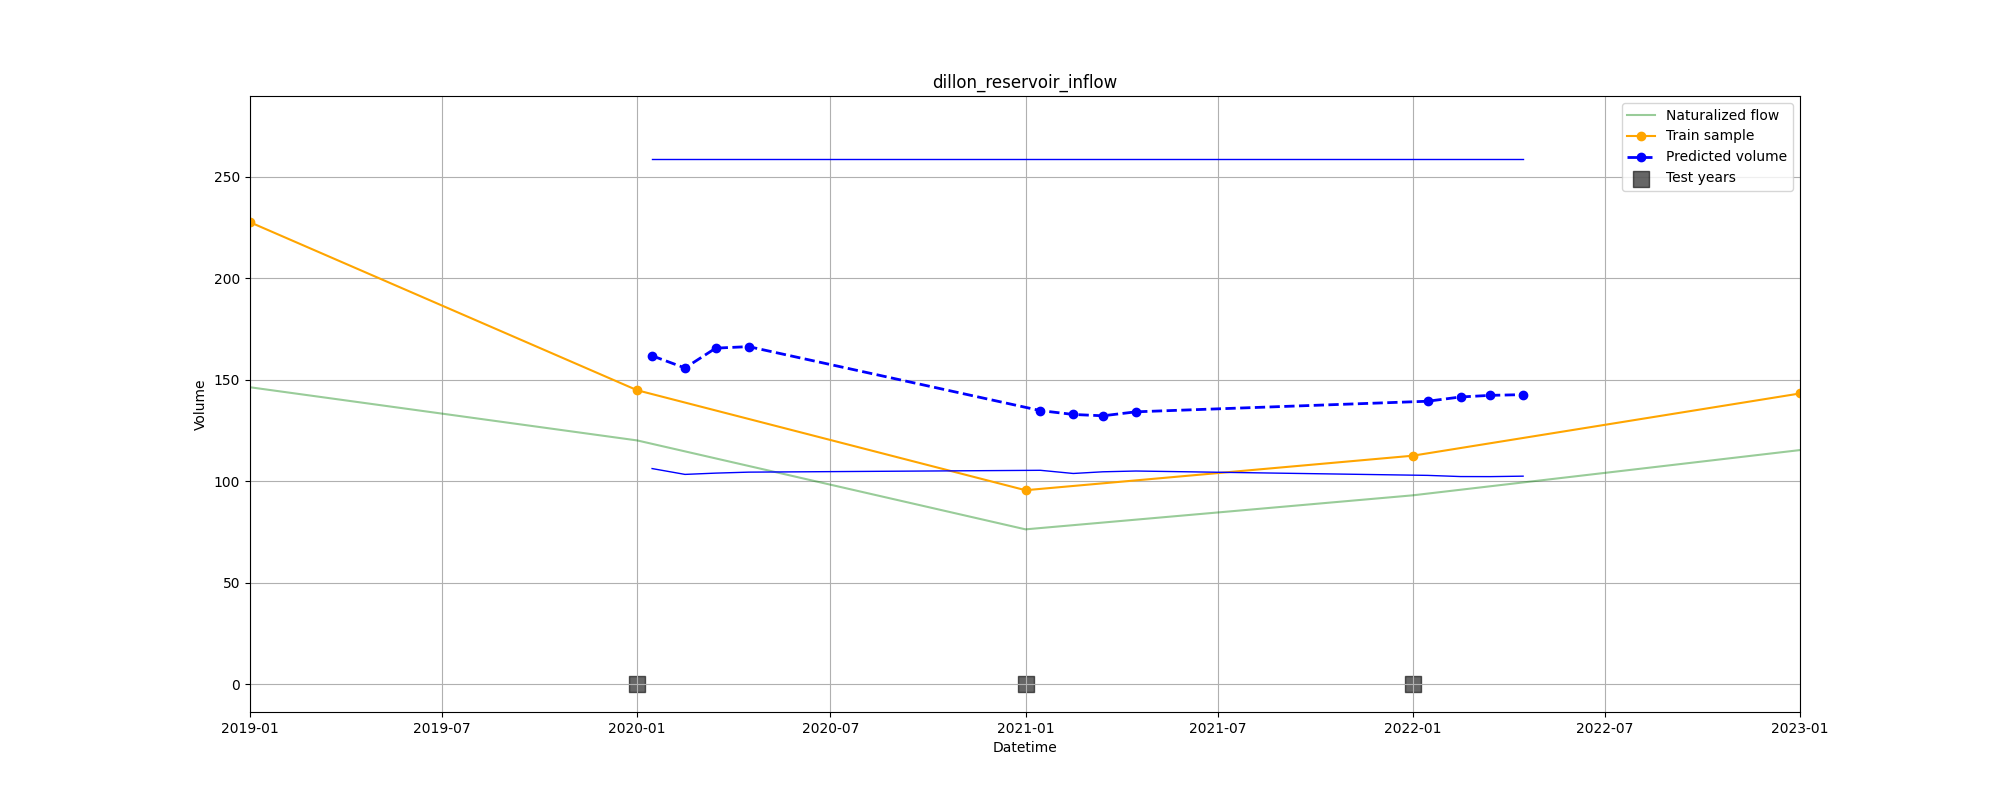 dillon_reservoir_inflow
Naturalized flow
Train sample
Predicted volume
Test years
250
200
150
100
50
0
Volume
2019-01 2019-07 2020-01 2020-07 2021-01 2021-07 2022-01 2022-07 2023-01
Datetime